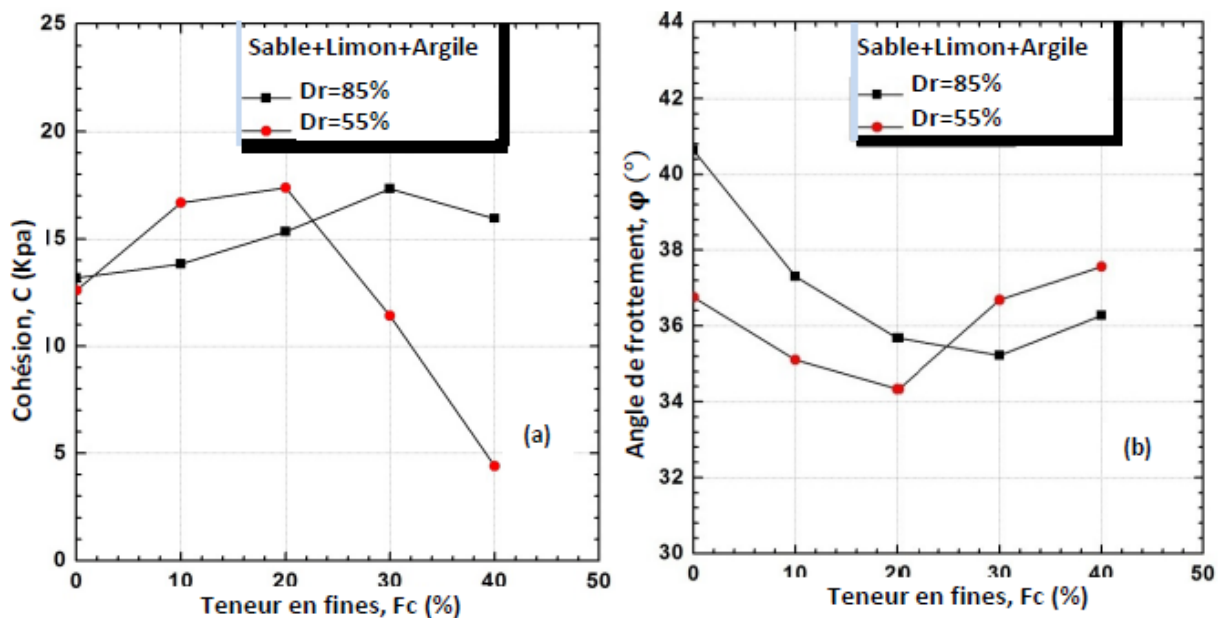 25
20
15
10
5
0
0 10 20 30 40 50
Cohésion, C (Kpa)
Teneur en fines, Fc (%)
Sable+Limon+Argile
Dr=85%
Dr=55%
(a)
44
42
40
38
36
34
32
30
0 10 20 30 40 50
Angle de frottement, φ (°)
Teneur en fines, Fc (%)
Sable+Limon+Argile
Dr=85%
Dr=55%
(b)